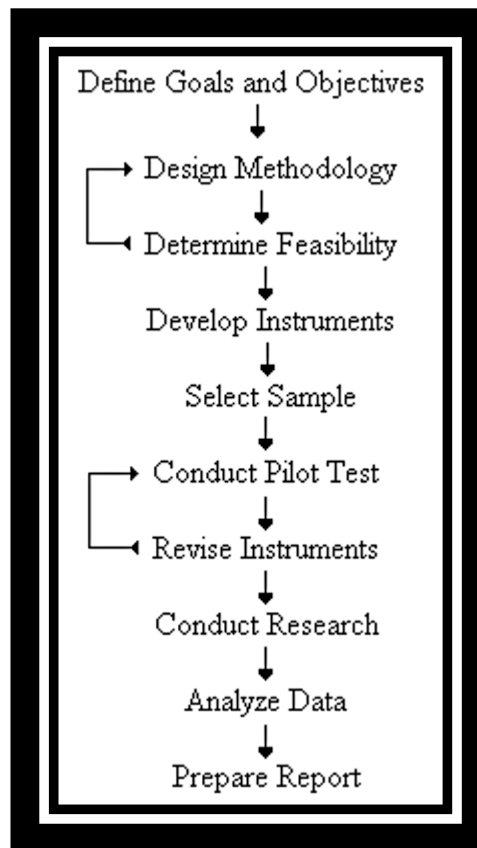 Define Goals and Objectives
Design Methodology
Determine Feasibility
Develop Instruments
Select Sample
Conduct Pilot Test
Revise Instruments
Conduct Research
Analyze Data
Prepare Report